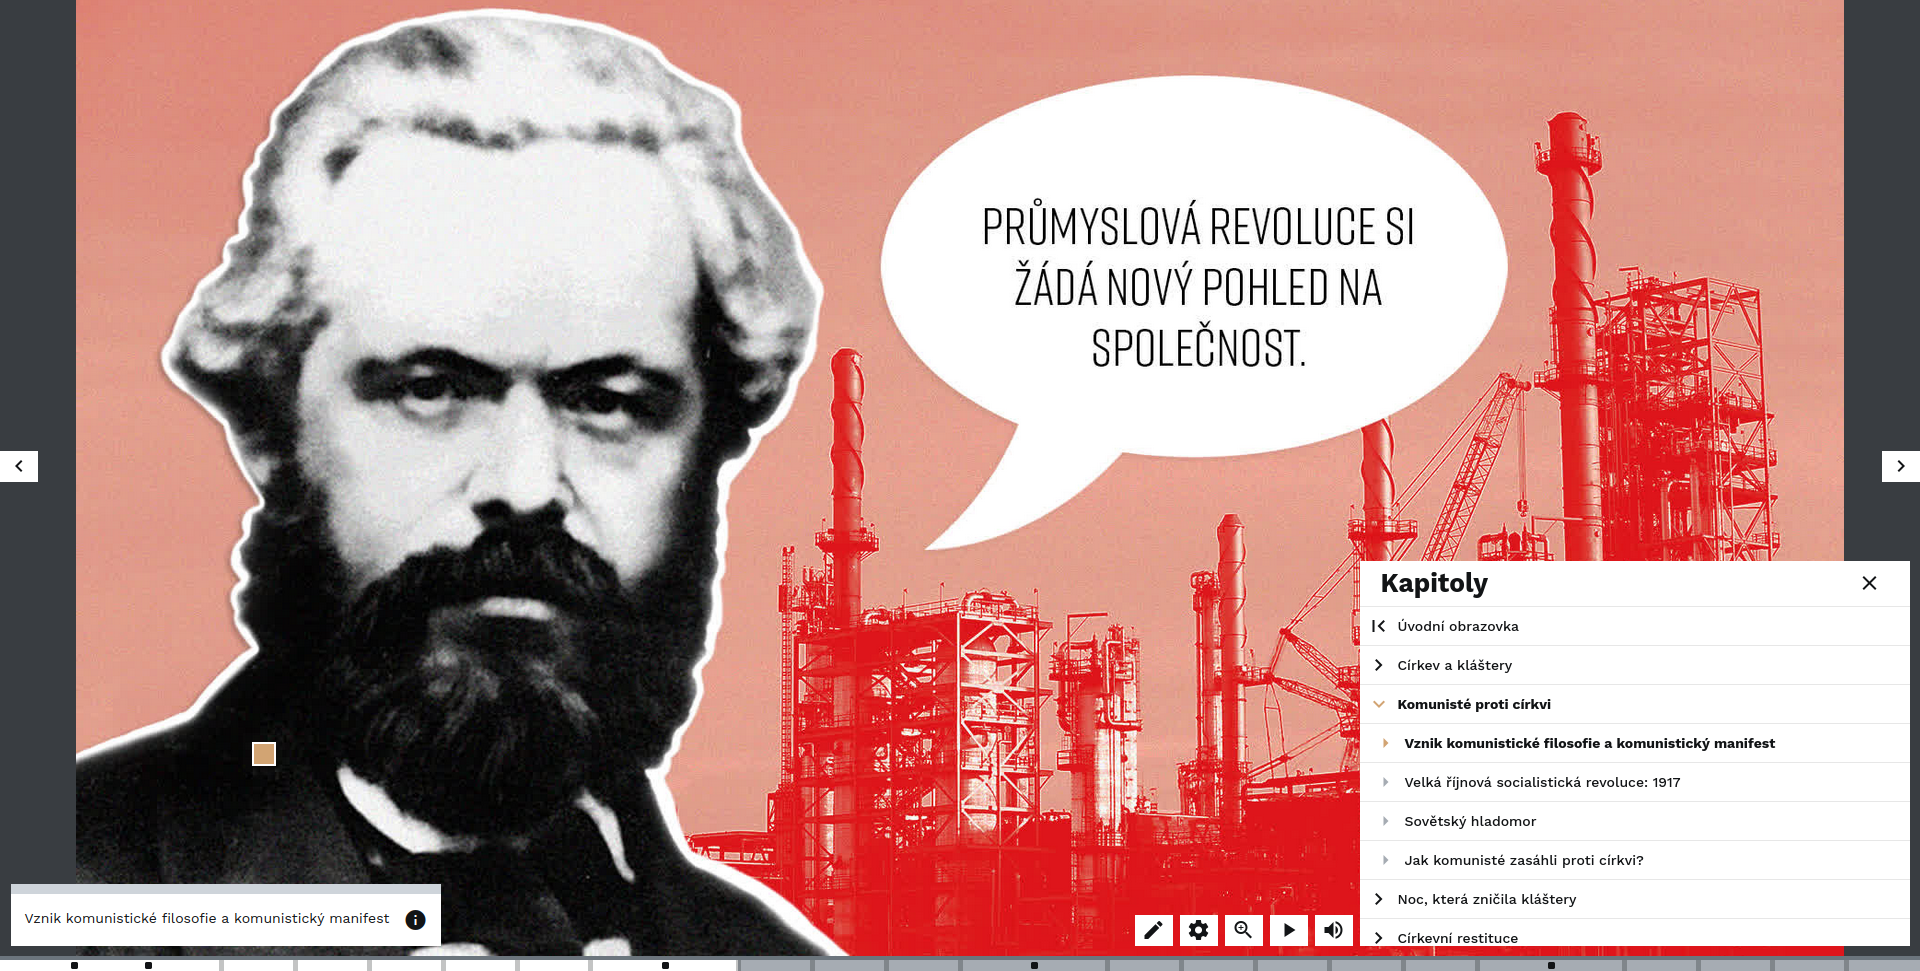 PRŮMYSLOVÁ REVOLUCE SI
ŽÁDÁ NOVÝ POHLED NA
SPOLEČNOST.
Kapitoly
Úvodní obrazovka
Církev a kláštery
Komunisté proti církvi
Vznik komunistické filosofie a komunistický manifest
Velká říjnová socialistická revoluce: 1917
Sovětský hladomor
Jak komunisté zasáhli proti církvi?
Noc, která zničila kláštery
Církevní restituce
Vznik komunistické filosofie a komunistický manifest